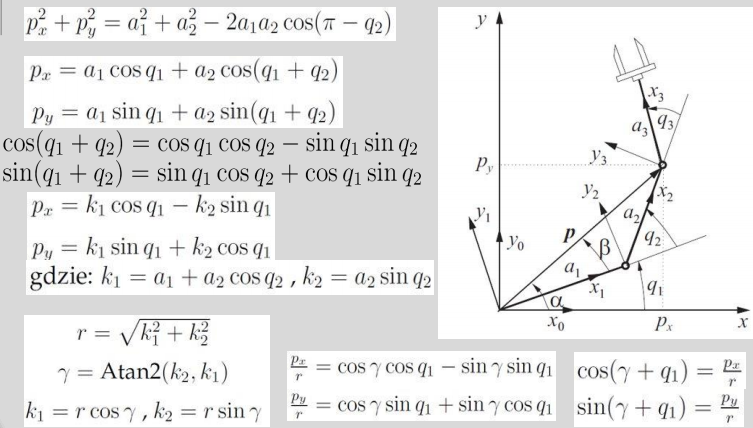 p_x^2 + p_y^2 = a_1^2 + a_2^2 − 2a_1a_2 cos(π − q_2)
p_x = a_1 cos q_1 + a_2 cos(q_1 + q_2)
p_y = a_1 sin q_1 + a_2 sin(q_1 + q_2)
cos(q_1 + q_2) = cos q_1 cos q_2 − sin q_1 sin q_2
sin(q_1 + q_2) = sin q_1 cos q_2 + cos q_1 sin q_2
p_x = k_1 cos q_1 − k_2 sin q_1
p_y = k_1 sin q_1 + k_2 cos q_1
gdzie: k_1 = a_1 + a_2 cos q_2 , k_2 = a_2 sin q_2
r = √(k_1^2 + k_2^2)
γ = Atan2(k_2, k_1)
k_1 = r cos γ , k_2 = r sin γ
p_x/r = cos γ cos q_1 − sin γ sin q_1
p_y/r = cos γ sin q_1 + sin γ cos q_1
cos(γ + q_1) = p_x/r
sin(γ + q_1) = p_y/r
y
x_3
a_3
q_3
p_y
y_3
y_2
x_2
a_2
y_1
y_0
p
β
q_2
a_1
x_1
q_1
α
x_0
p_x
x